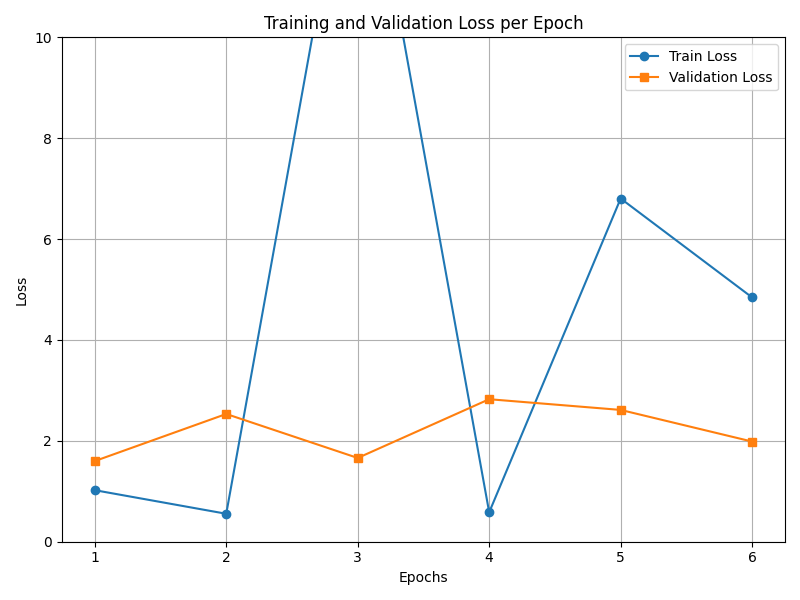 Training and Validation Loss per Epoch
Train Loss
Validation Loss
Loss
10
8
6
4
2
0
1 2 3 4 5 6
Epochs